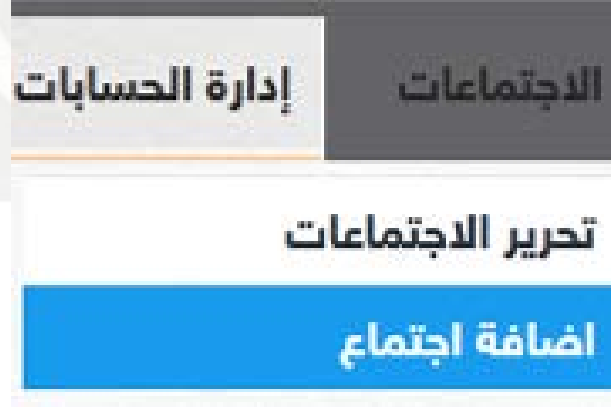 الاجتماعات إدارة الحسابات
تحرير الاجتماعات
اضافة اجتماع